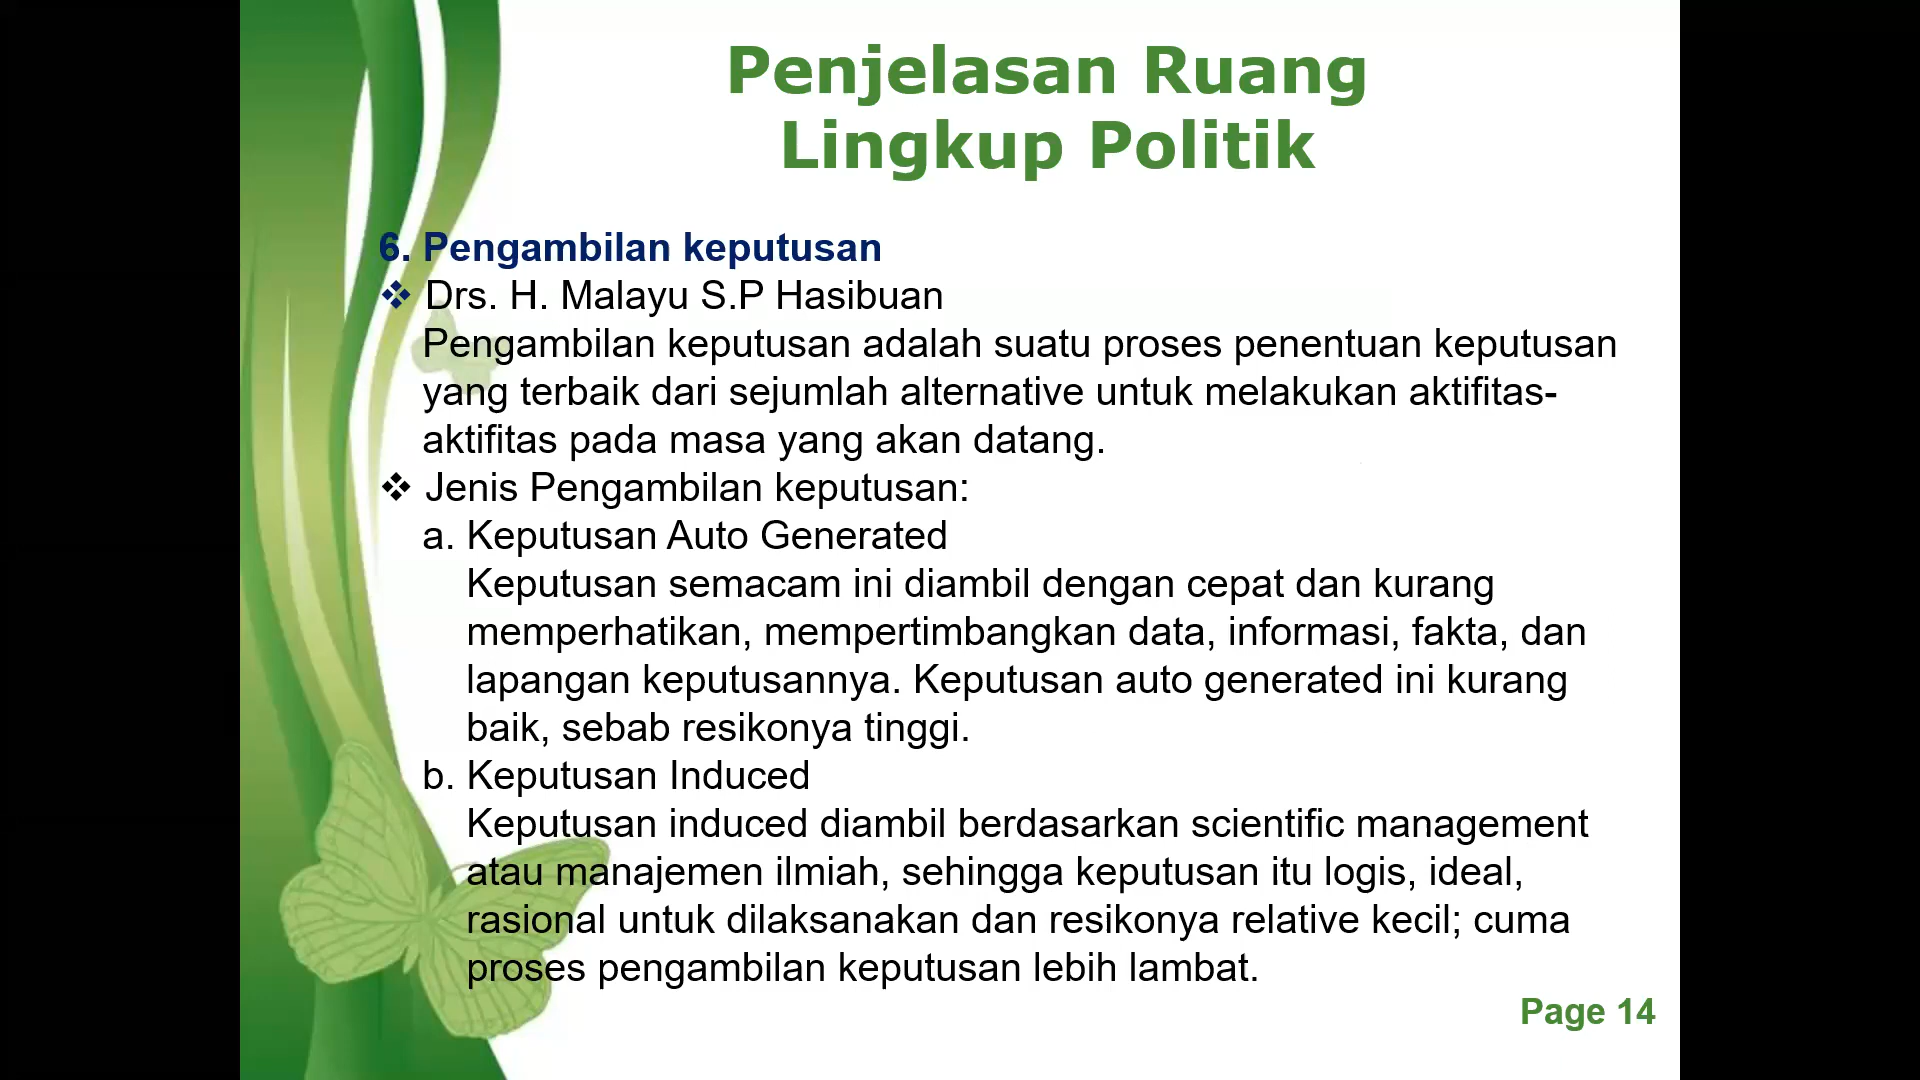 Penjelasan Ruang
Lingkup Politik
6. Pengambilan keputusan
❖ Drs. H. Malayu S.P Hasibuan
Pengambilan keputusan adalah suatu proses penentuan keputusan
yang terbaik dari sejumlah alternative untuk melakukan aktifitas-
aktifitas pada masa yang akan datang.
❖ Jenis Pengambilan keputusan:
a. Keputusan Auto Generated
Keputusan semacam ini diambil dengan cepat dan kurang
memperhatikan, mempertimbangkan data, informasi, fakta, dan
lapangan keputusannya. Keputusan auto generated ini kurang
baik, sebab resikonya tinggi.
b. Keputusan Induced
Keputusan induced diambil berdasarkan scientific management
atau manajemen ilmiah, sehingga keputusan itu logis, ideal,
rasional untuk dilaksanakan dan resikonya relative kecil; cuma
proses pengambilan keputusan lebih lambat.
Page 14